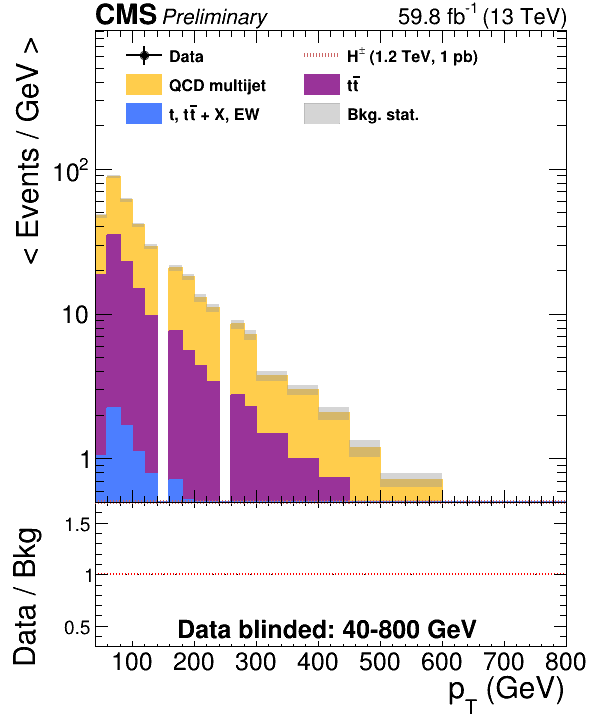 CMS Preliminary 59.8 fb⁻¹ (13 TeV)
Data H± (1.2 TeV, 1 pb)
QCD multijet tt̄
t, tt̄ + X, EW Bkg. stat.
< Events / GeV >
10²
10
1
Data / Bkg
1.5
1
0.5
Data blinded: 40-800 GeV
100 200 300 400 500 600 700 800
p_T (GeV)